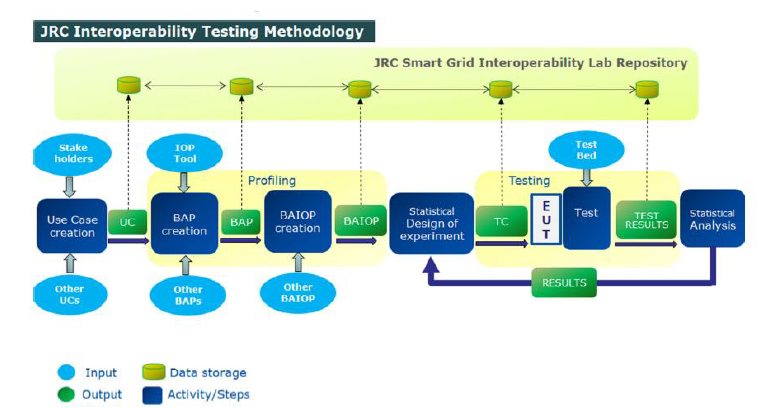 JRC Interoperability Testing Methodology
JRC Smart Grid Interoperability Lab Repository
Stake
holders
IOP
Tool
Test
Bed
Profiling
Testing
Use Case
creation
UC
BAP
creation
BAP
BAIOP
creation
BAIOP
Statistical
Design of
experiment
TC
E
U
T
Test
TEST
RESULTS
Statistical
Analysis
Other
UCs
Other
BAPs
Other
BAIOP
RESULTS
Input
Data storage
Output
Activity/Steps